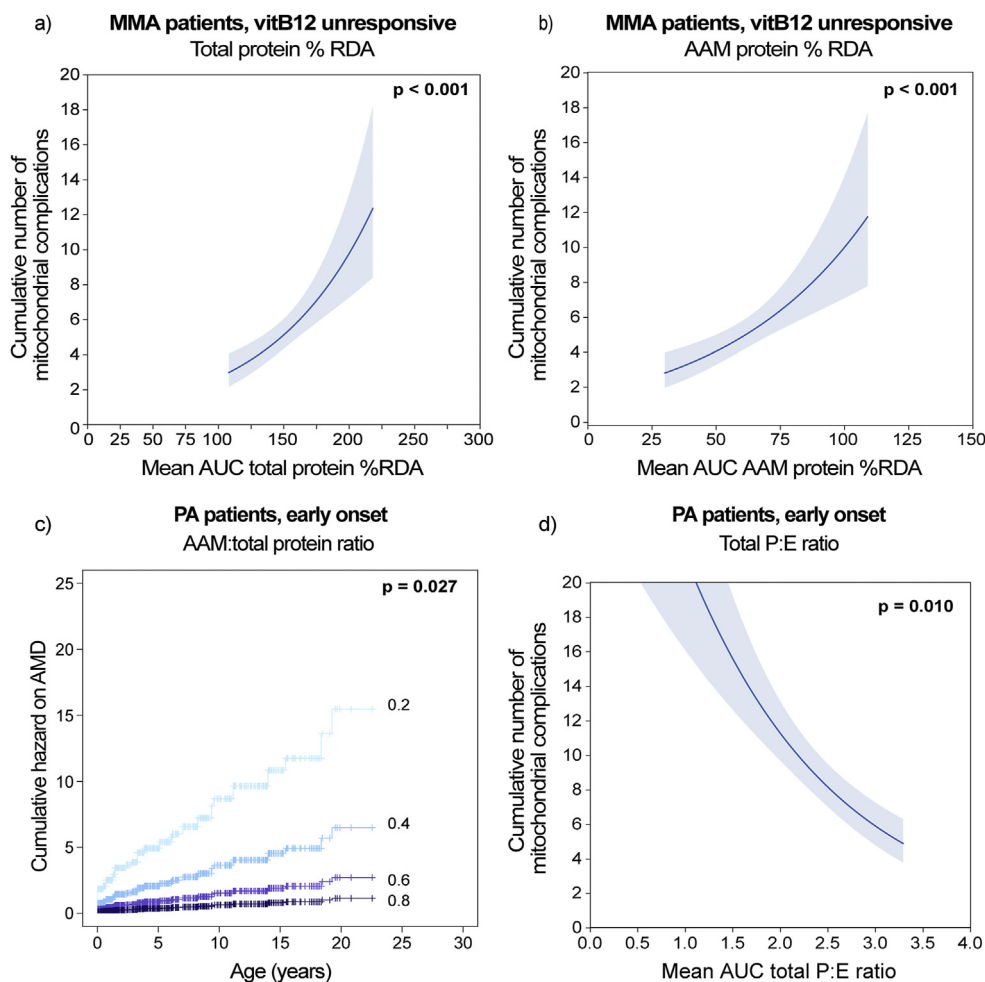 a)
MMA patients, vitB12 unresponsive
Total protein % RDA
p < 0.001
Cumulative number of
mitochondrial complications
20
18
16
14
12
10
8
6
4
2
0
0 25 50 75 100 125 150 175 200 225 250 275 300
Mean AUC total protein %RDA
b)
MMA patients, vitB12 unresponsive
AAM protein % RDA
p < 0.001
Cumulative number of
mitochondrial complications
20
18
16
14
12
10
8
6
4
2
0
0 25 50 75 100 125 150
Mean AUC AAM protein %RDA
c)
PA patients, early onset
AAM:total protein ratio
p = 0.027
Cumulative hazard on AMD
25
20
15
10
5
0
0.2
0.4
0.6
0.8
0 5 10 15 20 25 30
Age (years)
d)
PA patients, early onset
Total P:E ratio
p = 0.010
Cumulative number of
mitochondrial complications
20
18
16
14
12
10
8
6
4
2
0
0.0 0.5 1.0 1.5 2.0 2.5 3.0 3.5 4.0
Mean AUC total P:E ratio